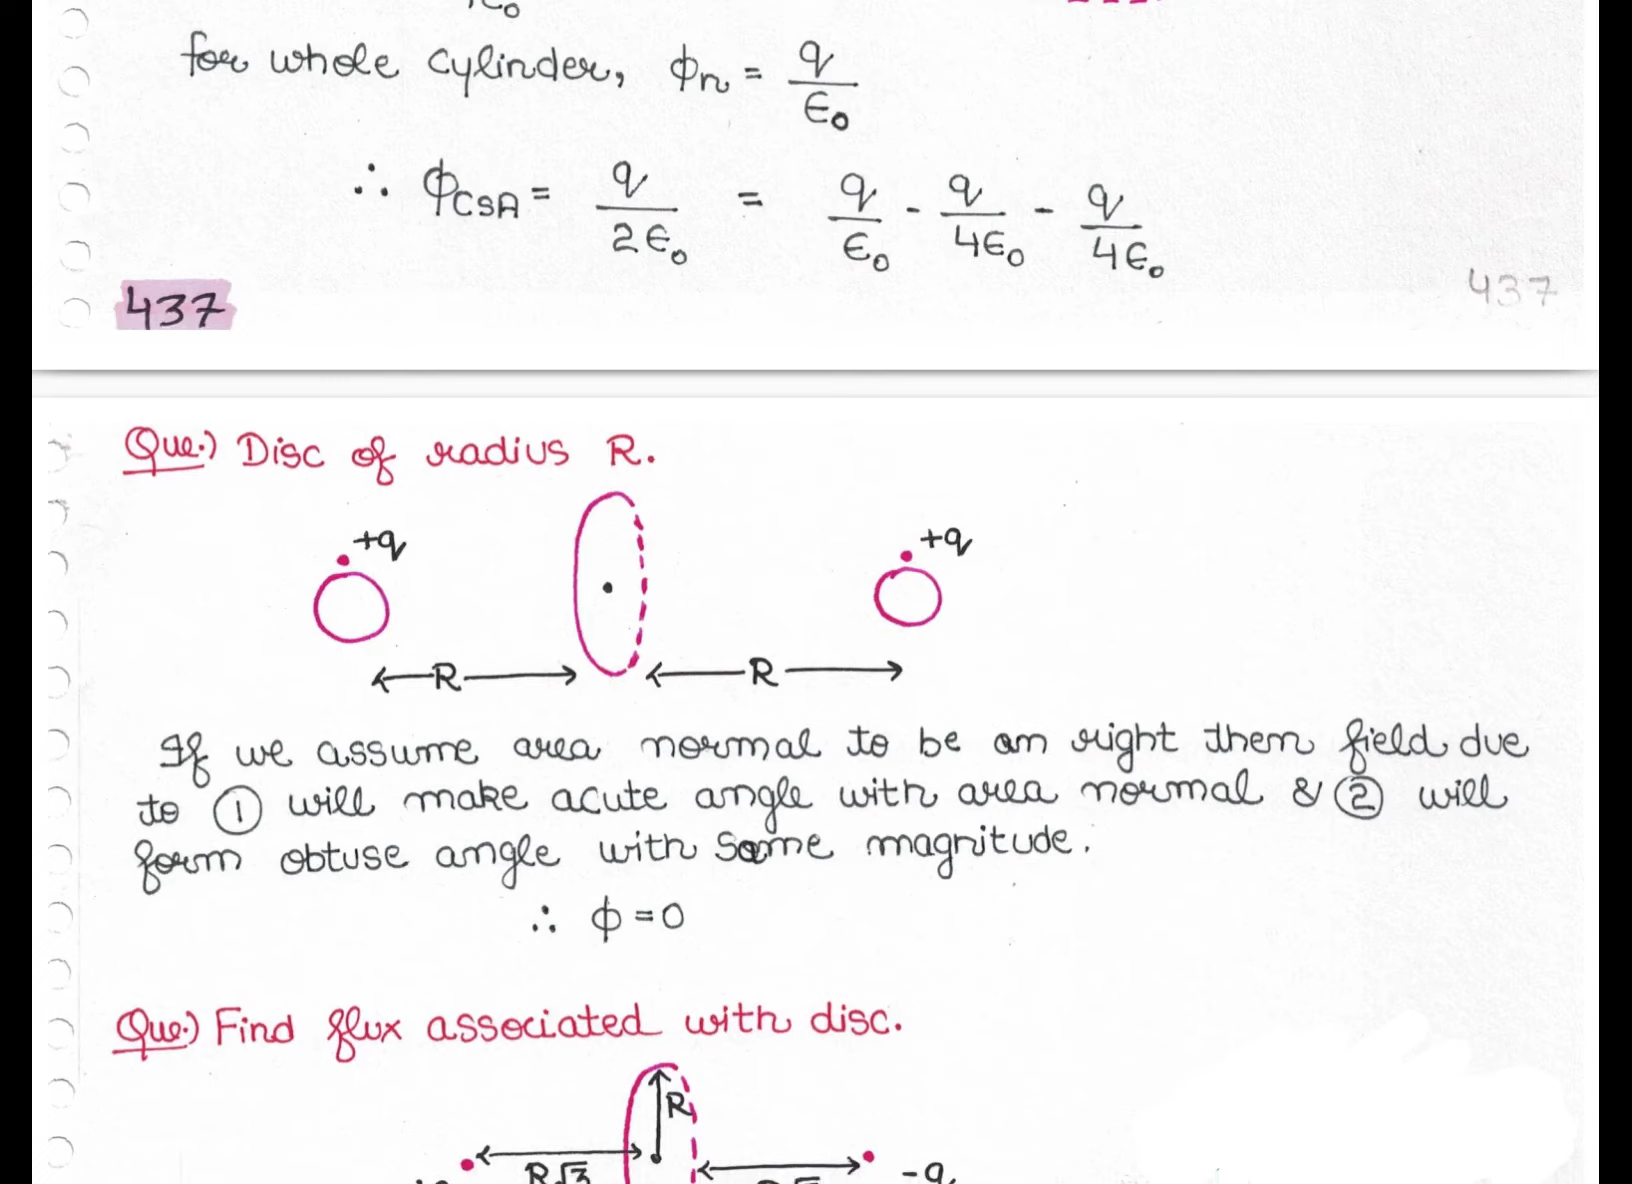 for whole cylinder, ϕn = q/ϵ₀
∴ ϕCSA = q/2ϵ₀ = q/ϵ₀ - q/4ϵ₀ - q/4ϵ₀
437
437
Que.) Disc of radius R.
+q +q
R R
If we assume area normal to be on right then field due
to ① will make acute angle with area normal & ② will
form obtuse angle with same magnitude.
∴ ϕ = 0
Que.) Find flux associated with disc.
R
R√3
-q